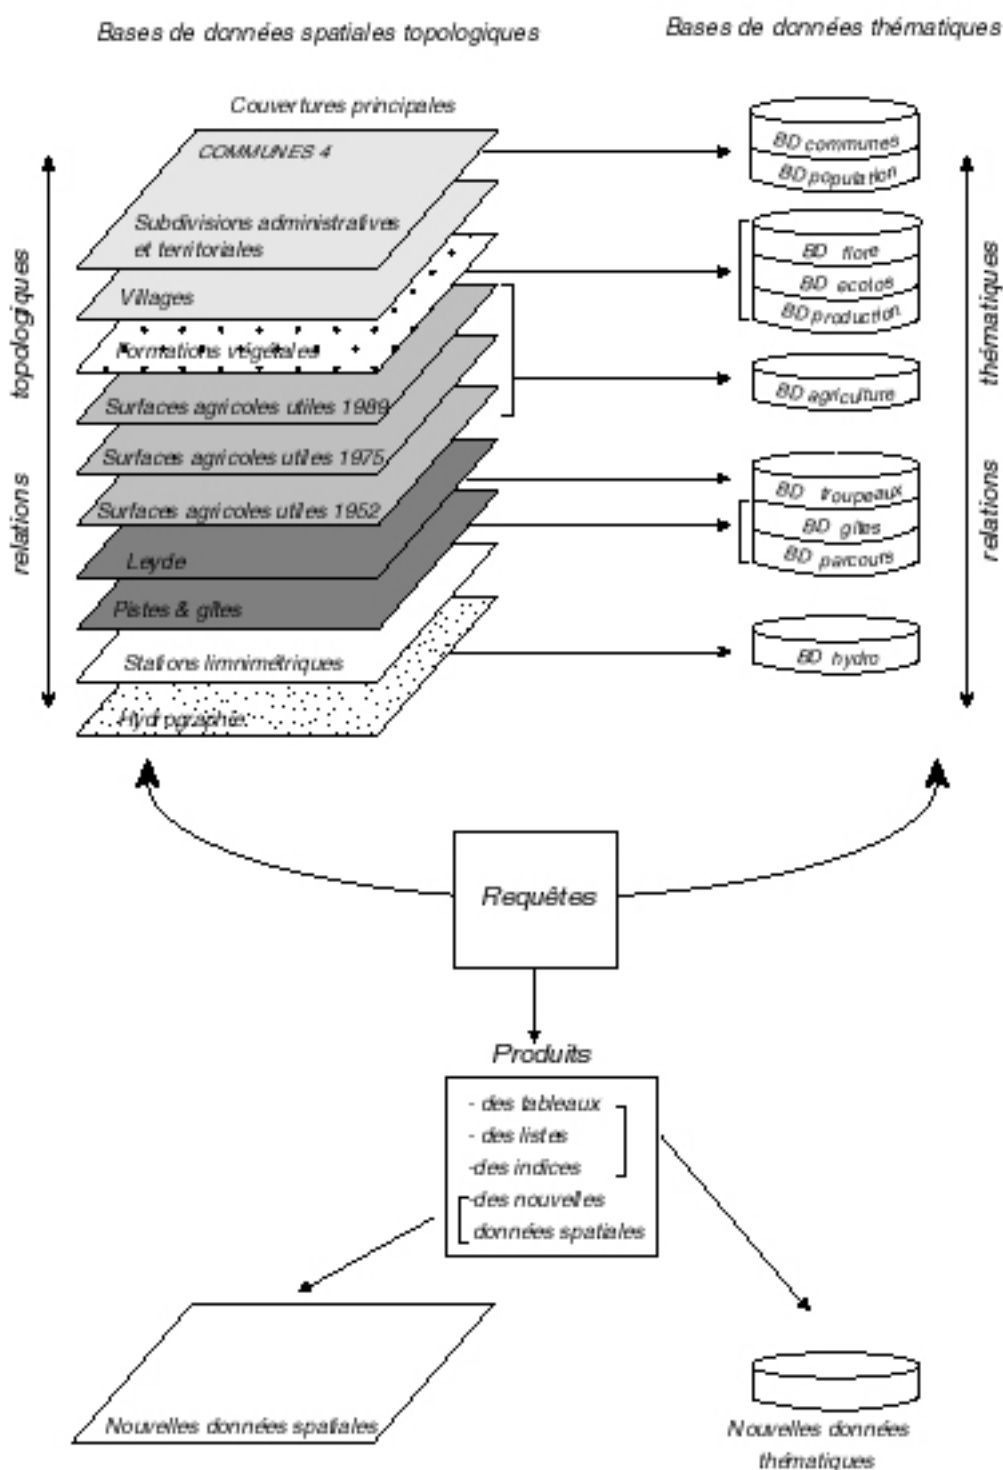 Bases de données spatiales topologiques
Bases de données thématiques
Couvertures principales
COMMUNES 4
Subdivisions administratives
et territoriales
Villages
Formations végétales
Surfaces agricoles utiles 1989
Surfaces agricoles utiles 1975
Surfaces agricoles utiles 1952
Leyde
Pistes & gîtes
Stations limnimétriques
Hydrographie
relations topologiques
BD communes
BD population
BD flore
BD ecolos
BD production
BD agriculture
BD troupeaux
BD gîtes
BD parcours
BD hydro
relations thématiques
Requêtes
Produits
- des tableaux
- des listes
-des indices
-des nouvelles
données spatiales
Nouvelles données spatiales
Nouvelles données
thématiques